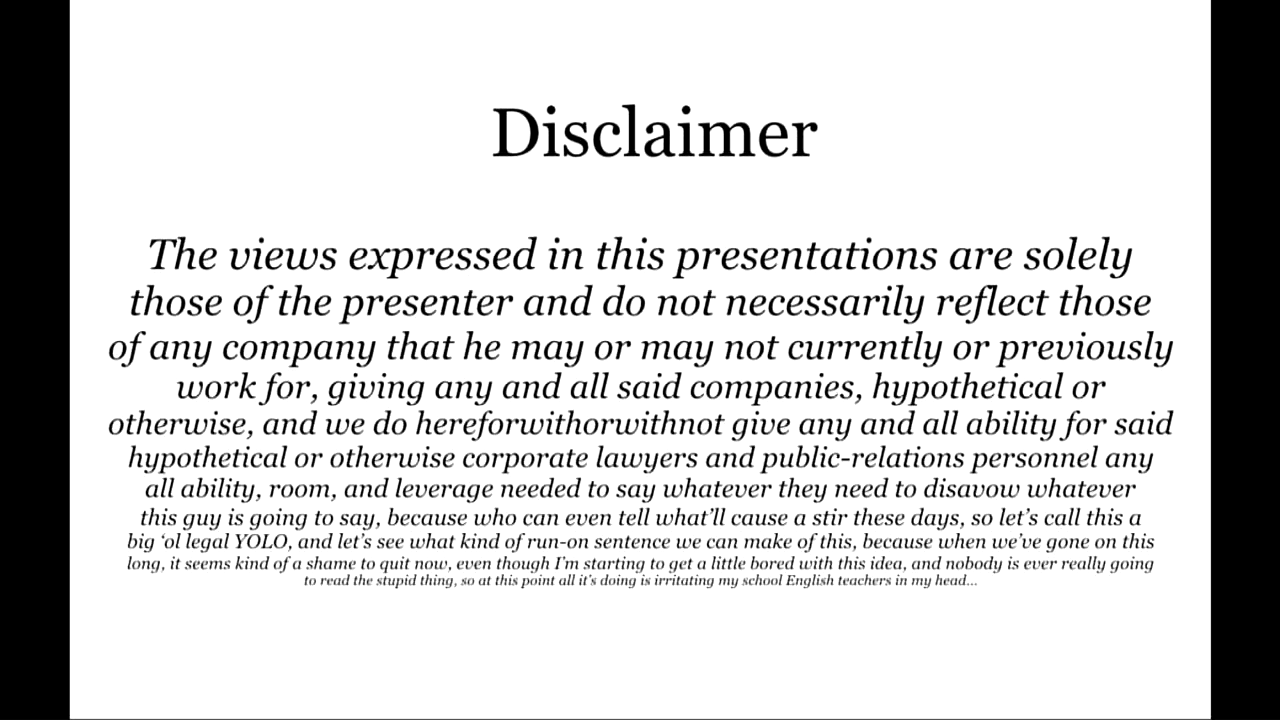 Disclaimer
The views expressed in this presentations are solely
those of the presenter and do not necessarily reflect those
of any company that he may or may not currently or previously
work for, giving any and all said companies, hypothetical or
otherwise, and we do hereforwithorwithnot give any and all ability for said
hypothetical or otherwise corporate lawyers and public-relations personnel any
all ability, room, and leverage needed to say whatever they need to disavow whatever
this guy is going to say, because who can even tell what’ll cause a stir these days, so let’s call this a
big ‘ol legal YOLO, and let’s see what kind of run-on sentence we can make of this, because when we’ve gone on this
long, it seems kind of a shame to quit now, even though I’m starting to get a little bored with this idea, and nobody is ever really going
to read the stupid thing, so at this point all it’s doing is irritating my school English teachers in my head...